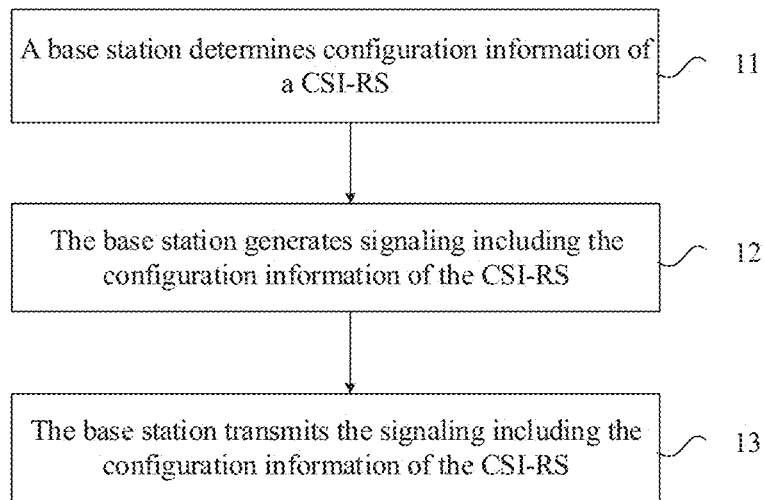 A base station determines configuration information of
a CSI-RS
11
The base station generates signaling including the
configuration information of the CSI-RS
12
The base station transmits the signaling including the
configuration information of the CSI-RS
13